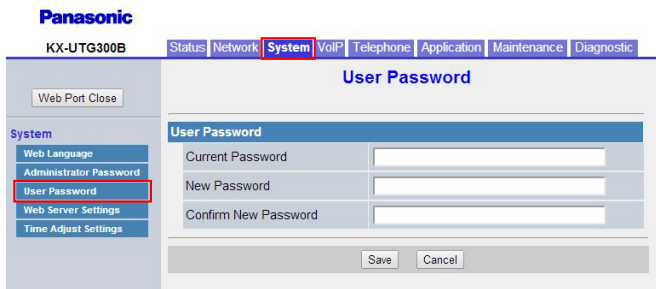 Panasonic
KX-UTG300B
Status Network System VoIP Telephone Application Maintenance Diagnostic
Web Port Close
User Password
System
Web Language
Administrator Password
User Password
Web Server Settings
Time Adjust Settings
User Password
Current Password
New Password
Confirm New Password
Save Cancel